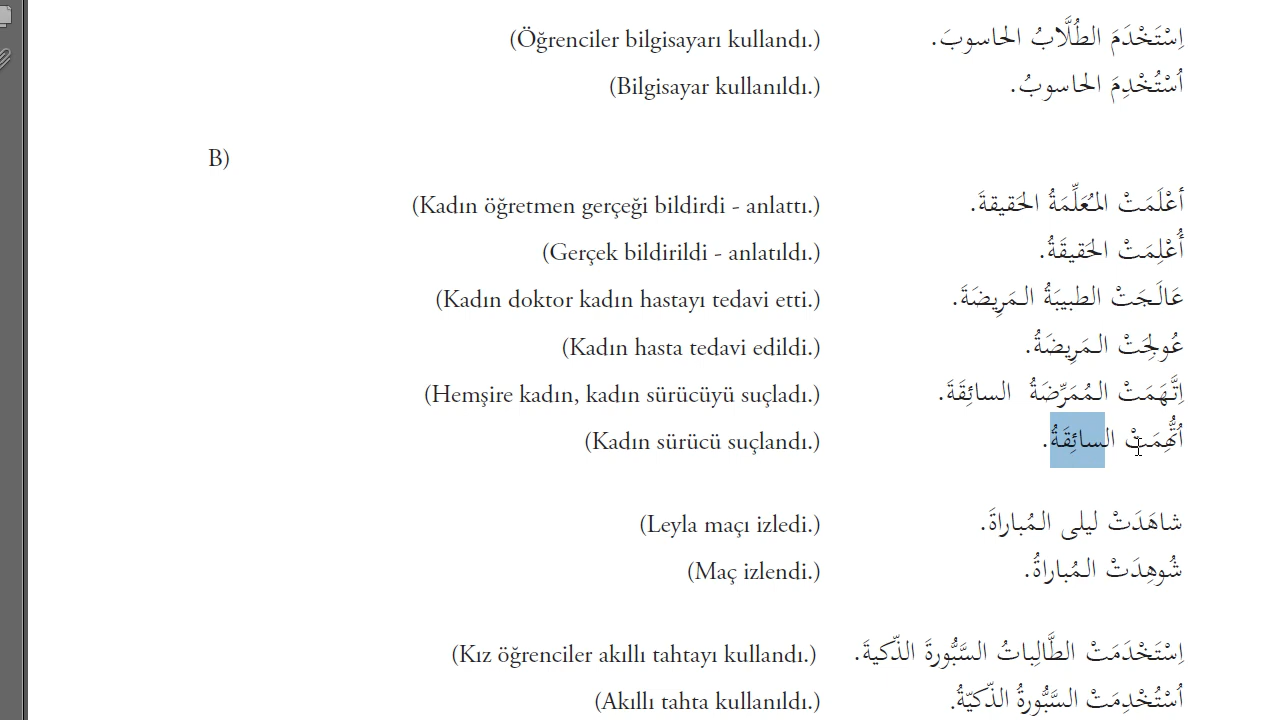 اِسْتَخْدَمَ الطُلَّابُ الحاسوبَ. (Öğrenciler bilgisayarı kullandı.)
اُسْتُخْدِمَ الحاسوبُ. (Bilgisayar kullanıldı.)
B)
أعْلَمَتْ المُعَلِّمَةُ الحَقيقةَ. (Kadın öğretmen gerçeği bildirdi - anlattı.)
أُعْلِمَتْ الحَقيقَةُ. (Gerçek bildirildi - anlatıldı.)
عَالَجَتْ الطبيبَةُ المَرِيضَةَ. (Kadın doktor kadın hastayı tedavi etti.)
عُولِجَتْ المَرِيضَةُ. (Kadın hasta tedavi edildi.)
اِتَّهَمَتْ المُمَرِّضَةُ السائِقَةَ. (Hemşire kadın, kadın sürücüyü suçladı.)
اُتُّهِمَتْ السائِقَةُ. (Kadın sürücü suçlandı.)
شاهَدَتْ ليلى المُباراةَ. (Leyla maçı izledi.)
شُوهِدَتْ المُباراةُ. (Maç izlendi.)
اِسْتَخْدَمَتْ الطَّالِباتُ السَّبُّورةَ الذّكيةَ. (Kız öğrenciler akıllı tahtayı kullandı.)
اُسْتُخْدِمَتْ السَّبُّورةُ الذّكيّةُ. (Akıllı tahta kullanıldı.)